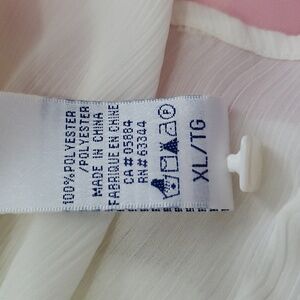 100% POLYESTER
/POLYESTER
MADE IN CHINA
FABRIQUE EN CHINE
CA# 05884
RN# 63344
P
XL/TG